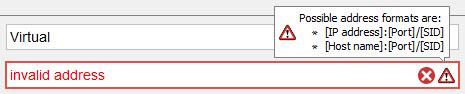 Possible address formats are:
* [IP address]:[Port]/[SID]
* [Host name]:[Port]/[SID]
Virtual
invalid address